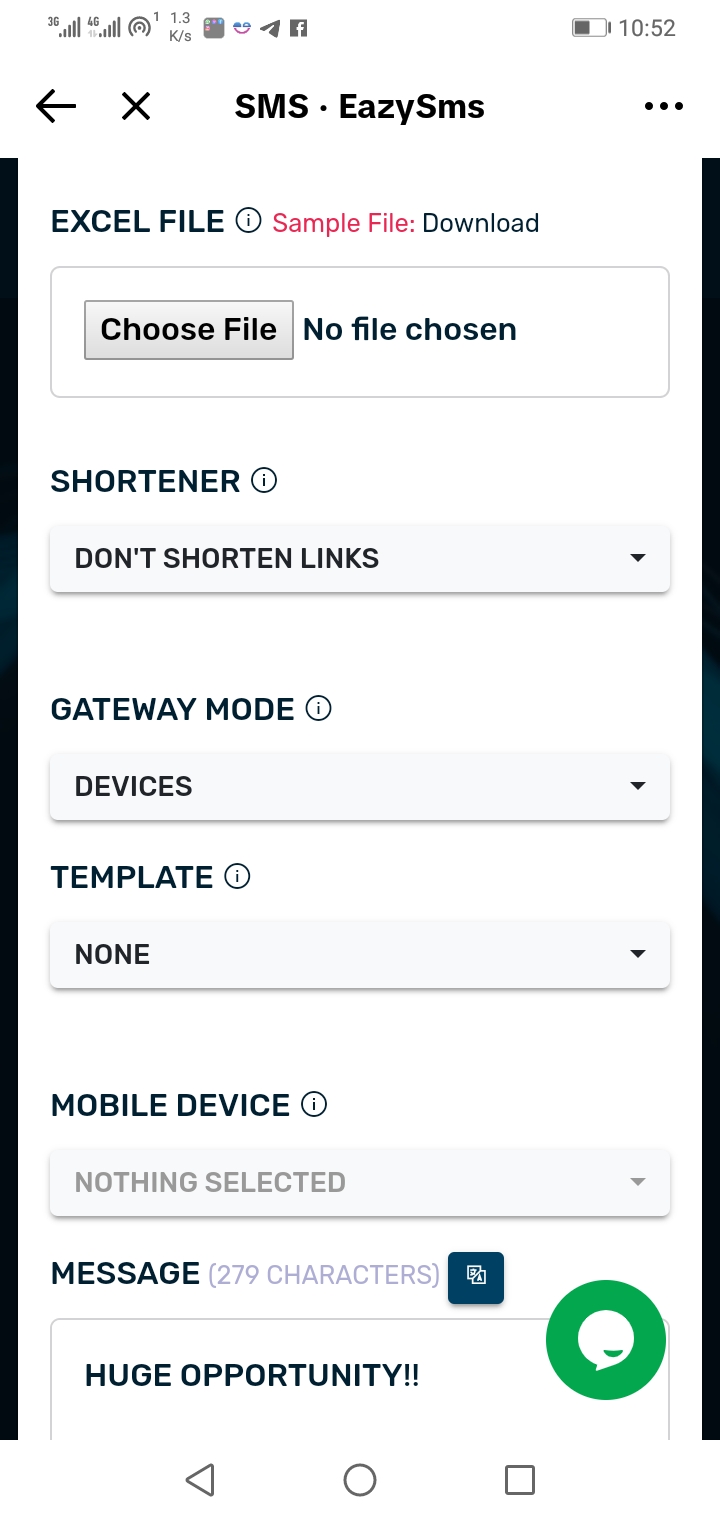 3G 4G 1 1.3 K/s 10:52
SMS · EazySms
EXCEL FILE Sample File: Download
Choose File No file chosen
SHORTENER
DON'T SHORTEN LINKS
GATEWAY MODE
DEVICES
TEMPLATE
NONE
MOBILE DEVICE
NOTHING SELECTED
MESSAGE (279 CHARACTERS)
HUGE OPPORTUNITY!!